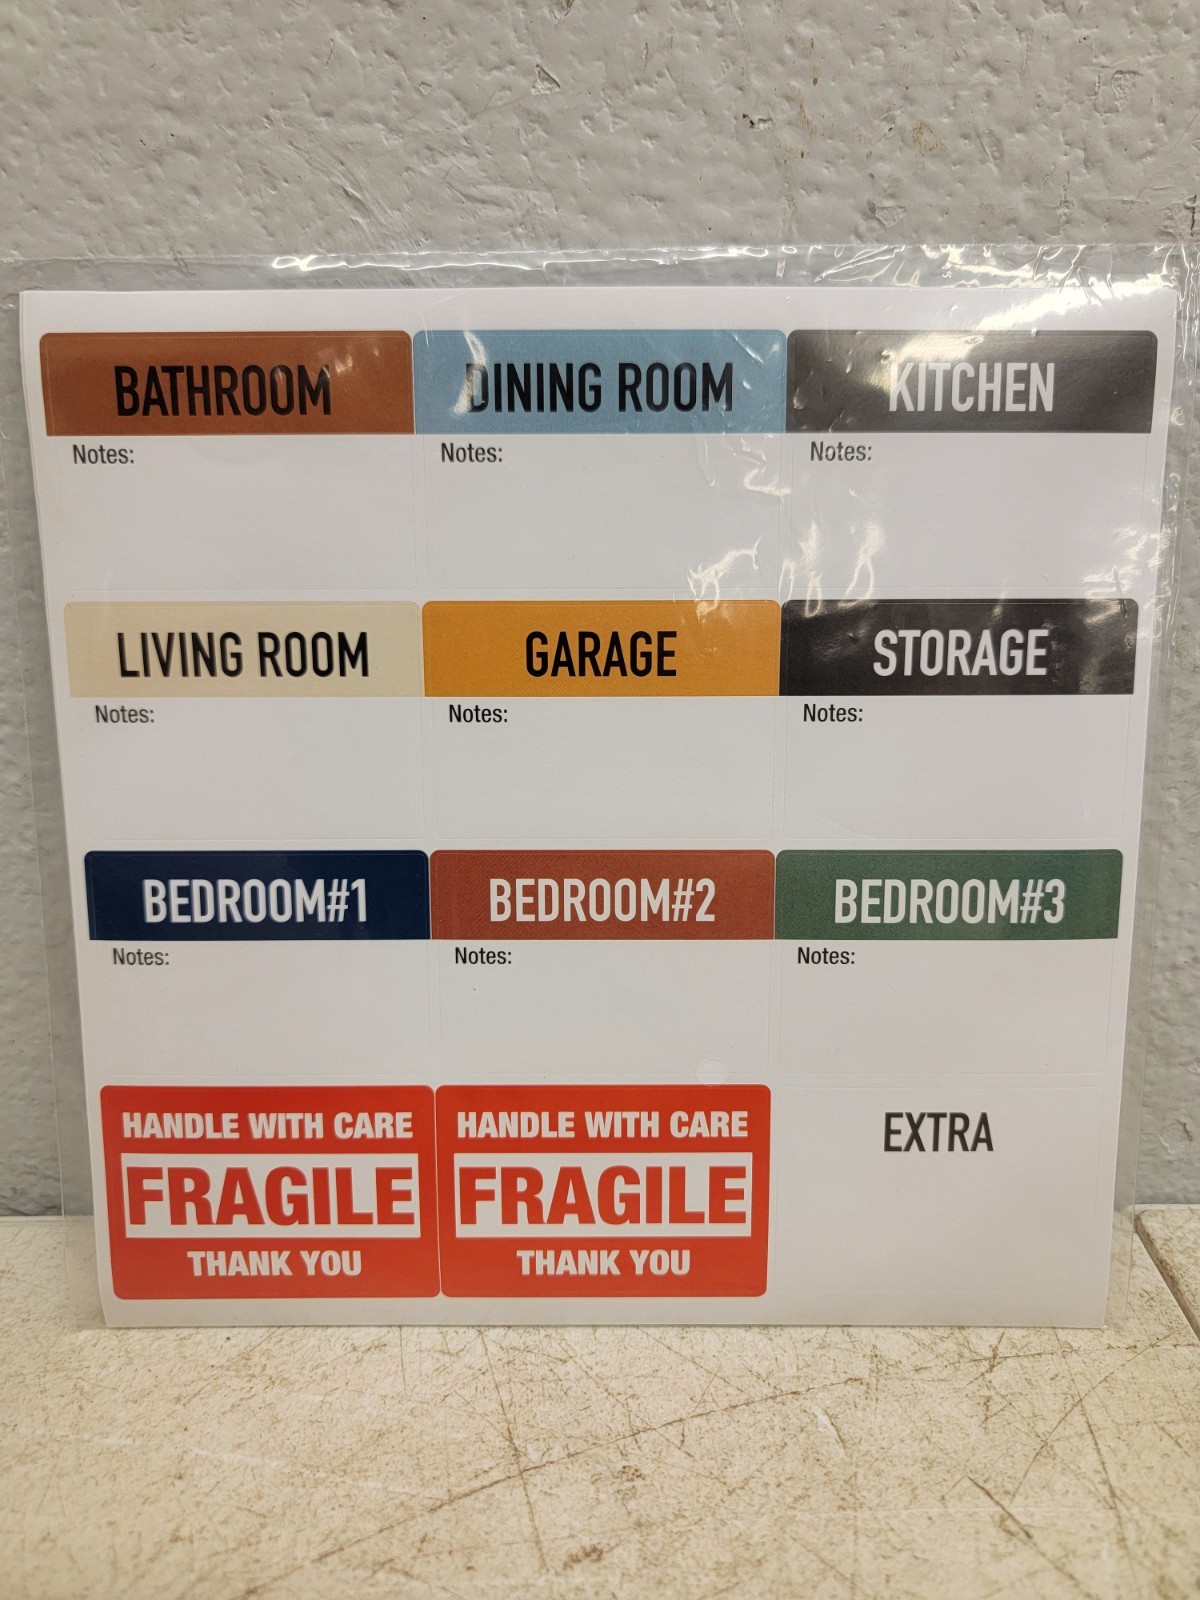 BATHROOM
DINING ROOM
KITCHEN
Notes:
Notes:
Notes:
LIVING ROOM
GARAGE
STORAGE
Notes:
Notes:
Notes:
BEDROOM#1
BEDROOM#2
BEDROOM#3
Notes:
Notes:
Notes:
HANDLE WITH CARE
FRAGILE
THANK YOU
HANDLE WITH CARE
FRAGILE
THANK YOU
EXTRA